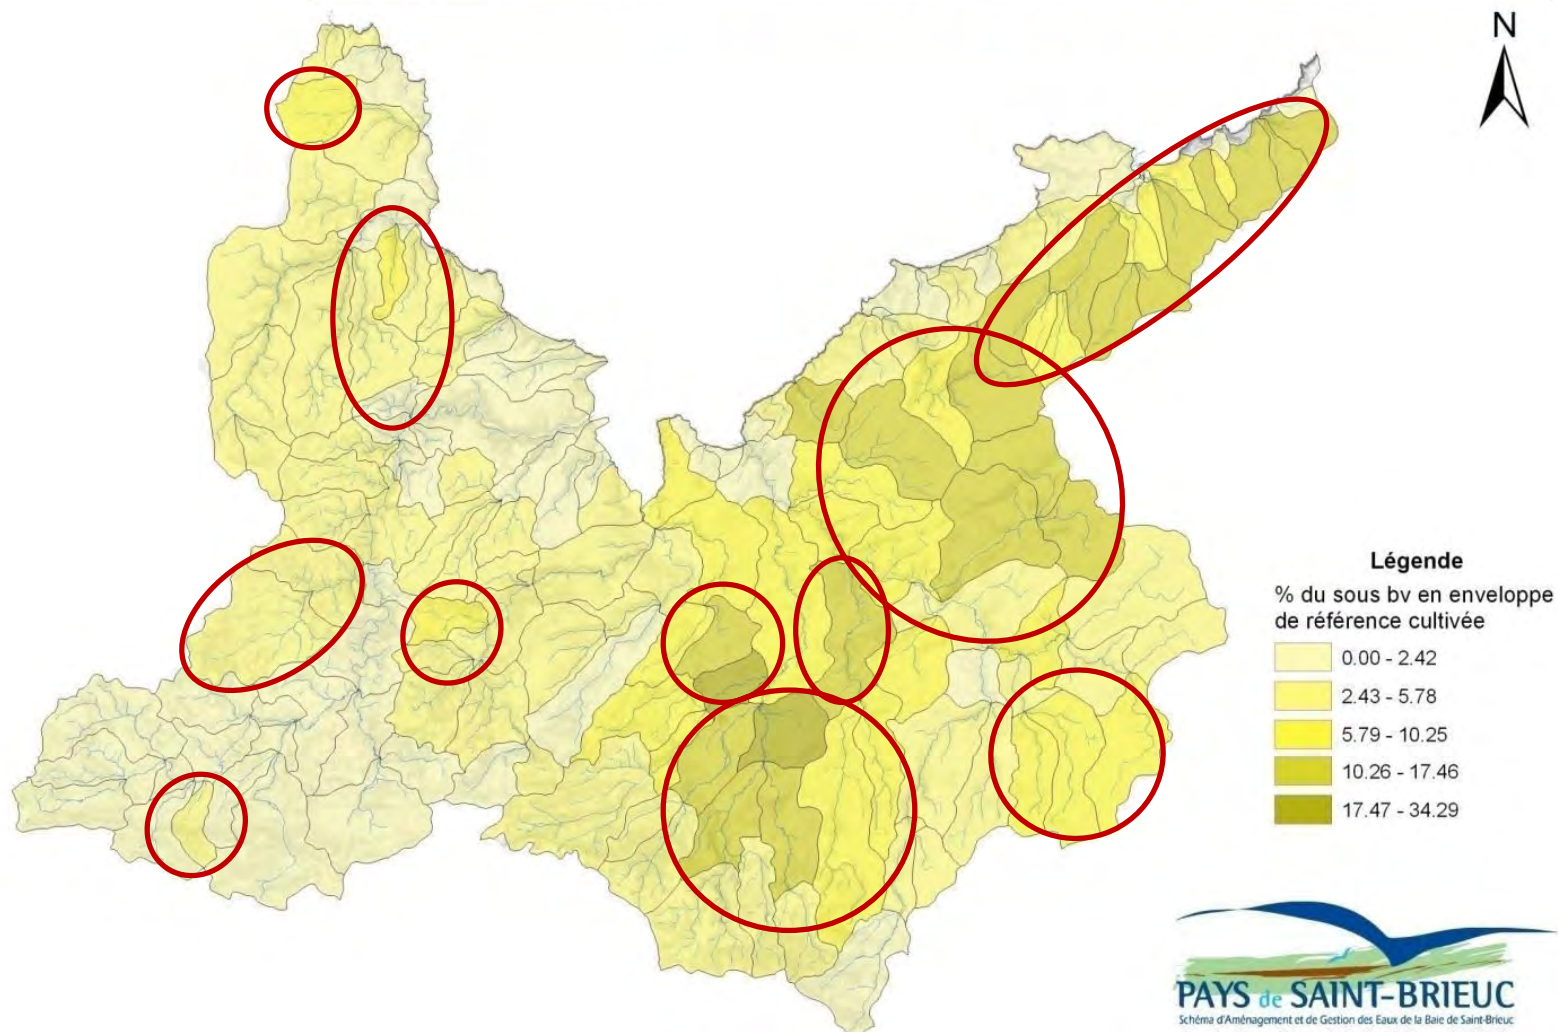 N
Légende
% du sous bv en enveloppe
de référence cultivée
0.00 - 2.42
2.43 - 5.78
5.79 - 10.25
10.26 - 17.46
17.47 - 34.29
PAYS de SAINT-BRIEUC
Schéma d'Aménagement et de Gestion des Eaux de la Baie de Saint-Brieuc